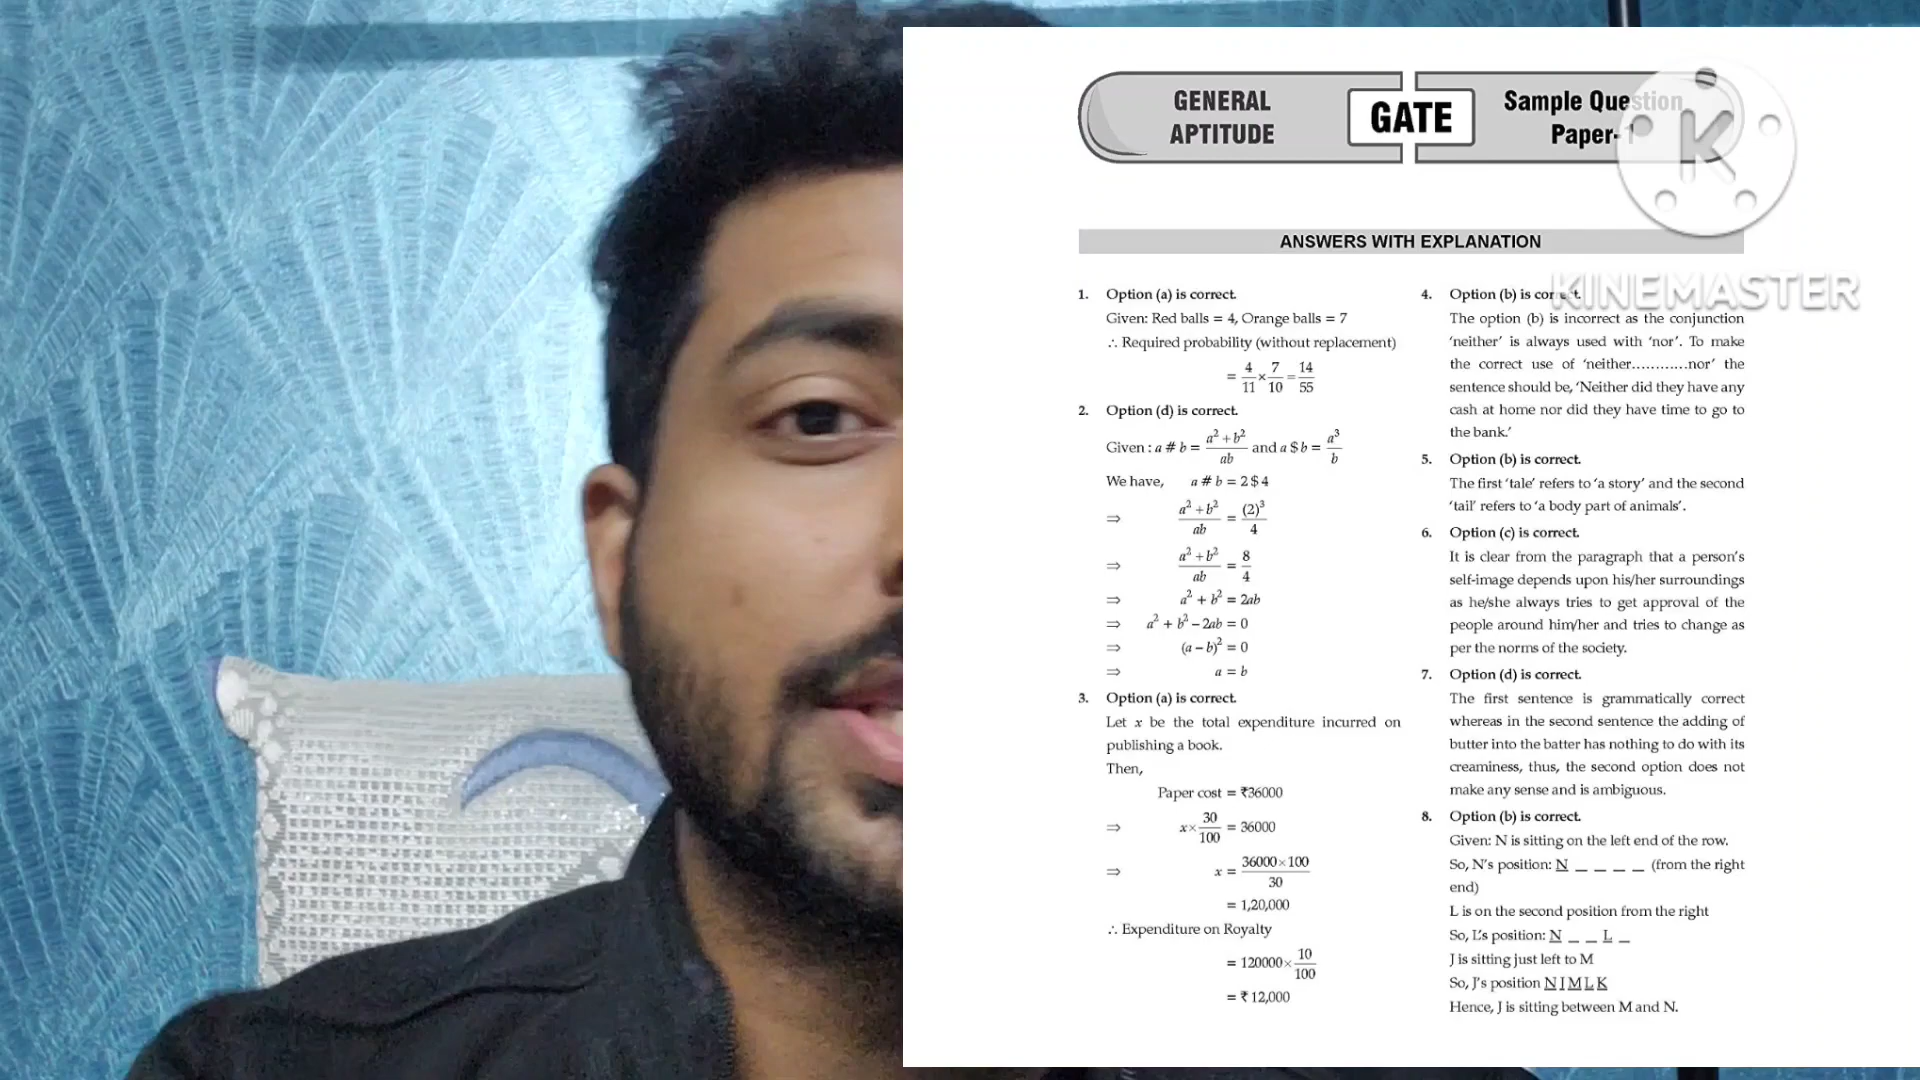 GENERAL
APTITUDE
GATE
Sample Question
Paper-1
KINEMASTER
ANSWERS WITH EXPLANATION
1. Option (a) is correct.
Given: Red balls = 4, Orange balls = 7
∴ Required probability (without replacement)
= 4/11 × 7/10 = 14/55
2. Option (d) is correct.
Given : a # b = (a² + b²)/ab and a $ b = a³/b
We have, a # b = 2 $ 4
⇒ (a² + b²)/ab = (2)³/4
⇒ (a² + b²)/ab = 8/4
⇒ a² + b² = 2ab
⇒ a² + b² – 2ab = 0
⇒ (a – b)² = 0
⇒ a = b
3. Option (a) is correct.
Let x be the total expenditure incurred on
publishing a book.
Then,
Paper cost = ₹36000
⇒ x× 30/100 = 36000
⇒ x = 36000×100/30
= 1,20,000
∴ Expenditure on Royalty
= 120000× 10/100
= ₹ 12,000
4. Option (b) is correct.
The option (b) is incorrect as the conjunction
‘neither’ is always used with ‘nor’. To make
the correct use of ‘neither............nor’ the
sentence should be, ‘Neither did they have any
cash at home nor did they have time to go to
the bank.’
5. Option (b) is correct.
The first ‘tale’ refers to ‘a story’ and the second
‘tail’ refers to ‘a body part of animals’.
6. Option (c) is correct.
It is clear from the paragraph that a person’s
self-image depends upon his/her surroundings
as he/she always tries to get approval of the
people around him/her and tries to change as
per the norms of the society.
7. Option (d) is correct.
The first sentence is grammatically correct
whereas in the second sentence the adding of
butter into the batter has nothing to do with its
creaminess, thus, the second option does not
make any sense and is ambiguous.
8. Option (b) is correct.
Given: N is sitting on the left end of the row.
So, N’s position: N _ _ _ _ (from the right
end)
L is on the second position from the right
So, L’s position: N _ _ L _
J is sitting just left to M
So, J’s position N J M L K
Hence, J is sitting between M and N.